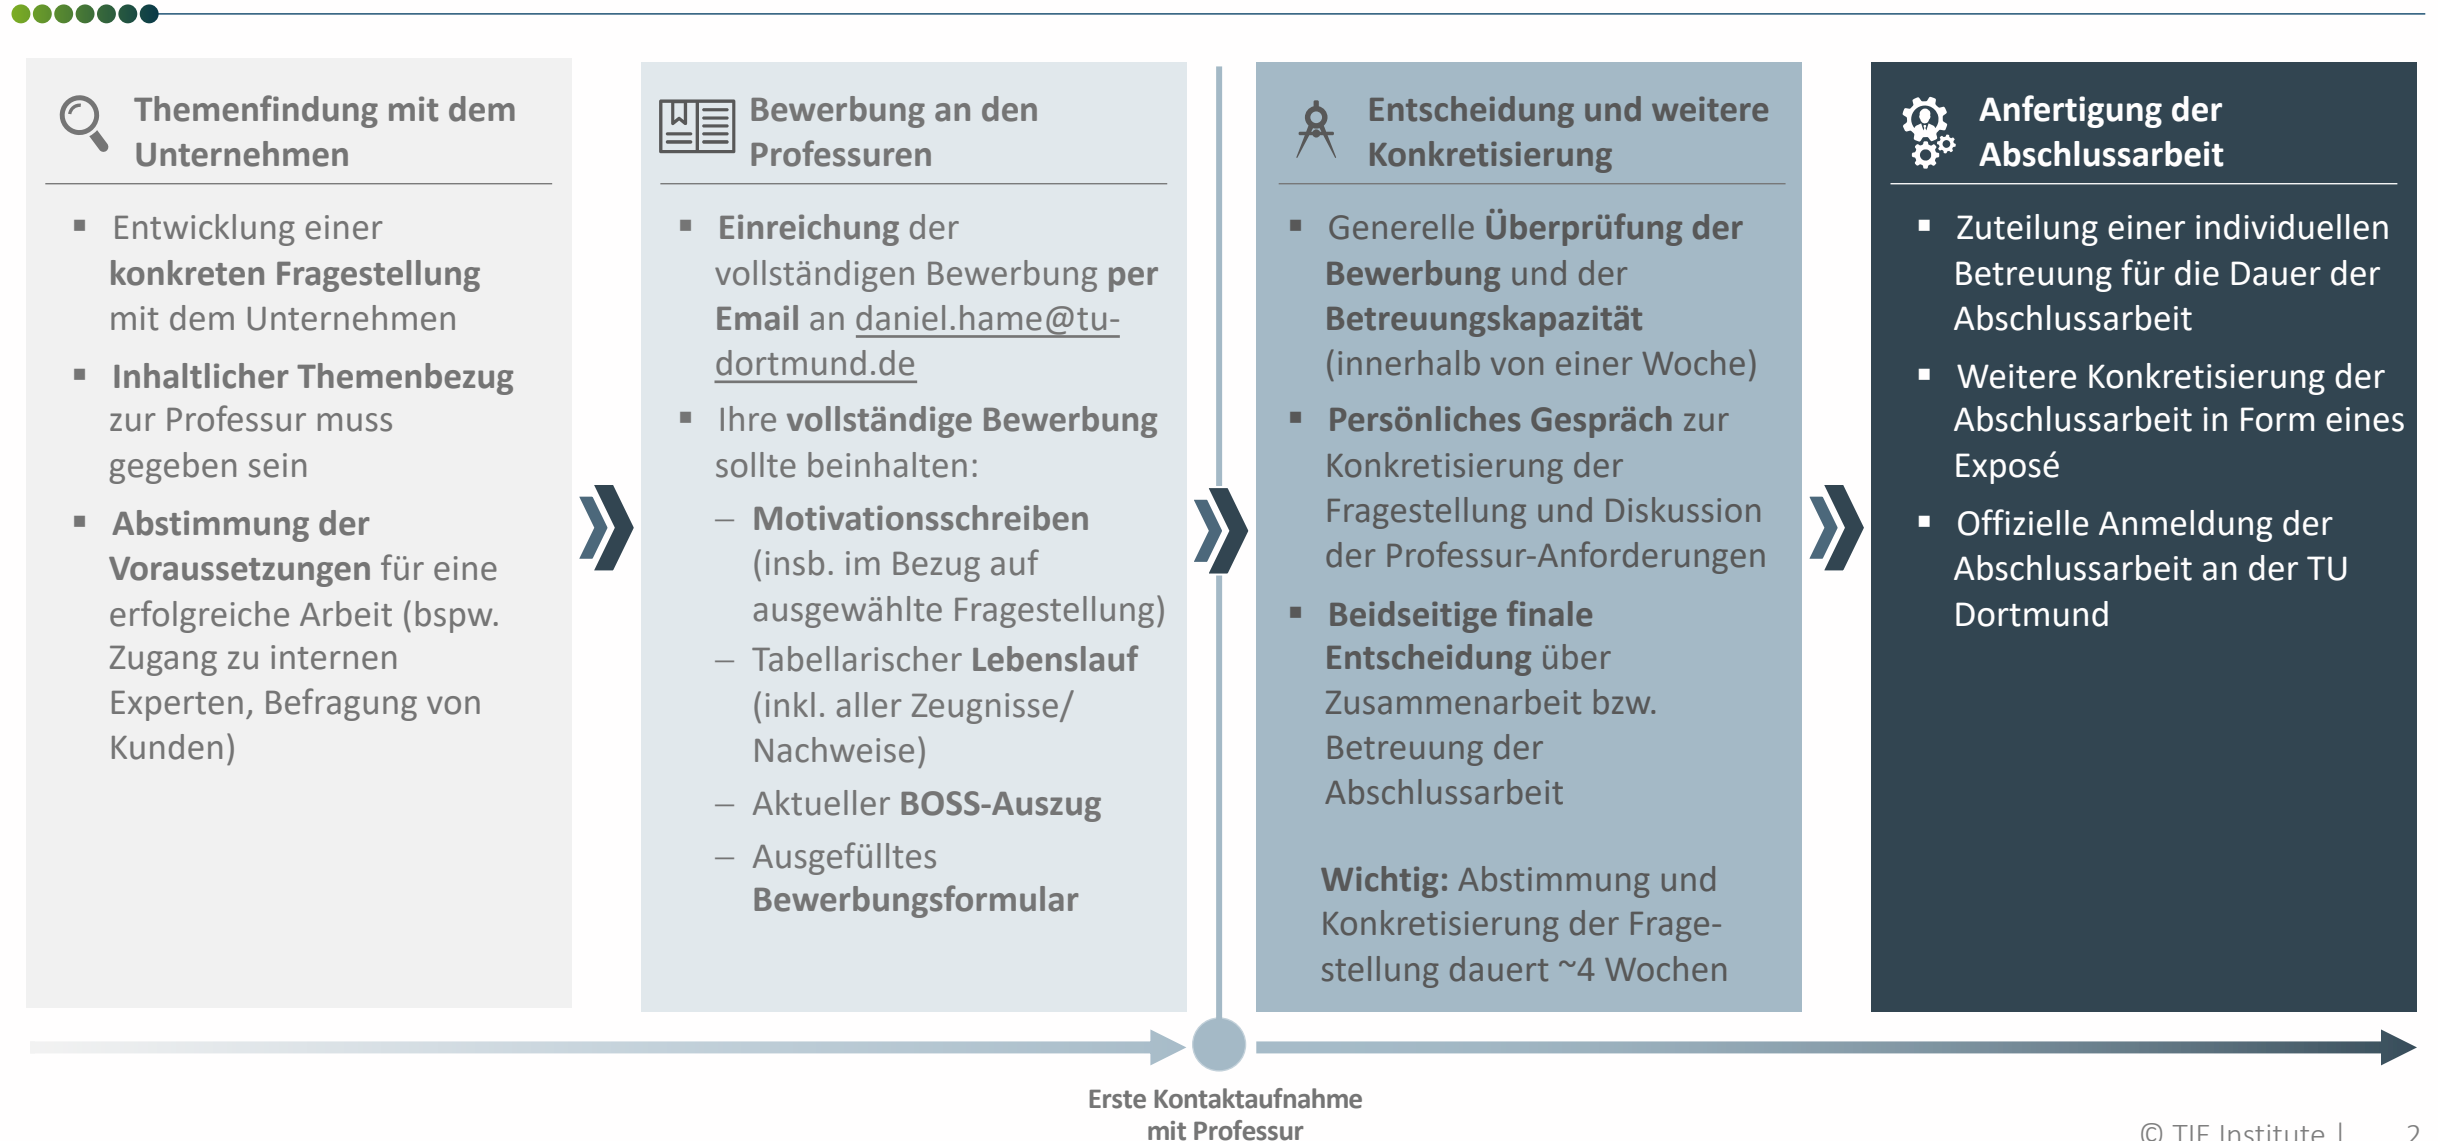 Themenfindung mit dem
Unternehmen
▪ Entwicklung einer
konkreten Fragestellung
mit dem Unternehmen
▪ Inhaltlicher Themenbezug
zur Professur muss
gegeben sein
▪ Abstimmung der
Voraussetzungen für eine
erfolgreiche Arbeit (bspw.
Zugang zu internen
Experten, Befragung von
Kunden)
Bewerbung an den
Professuren
▪ Einreichung der
vollständigen Bewerbung per
Email an daniel.hame@tu-
dortmund.de
▪ Ihre vollständige Bewerbung
sollte beinhalten:
– Motivationsschreiben
(insb. im Bezug auf
ausgewählte Fragestellung)
– Tabellarischer Lebenslauf
(inkl. aller Zeugnisse/
Nachweise)
– Aktueller BOSS-Auszug
– Ausgefülltes
Bewerbungsformular
Entscheidung und weitere
Konkretisierung
▪ Generelle Überprüfung der
Bewerbung und der
Betreuungskapazität
(innerhalb von einer Woche)
▪ Persönliches Gespräch zur
Konkretisierung der
Fragestellung und Diskussion
der Professur-Anforderungen
▪ Beidseitige finale
Entscheidung über
Zusammenarbeit bzw.
Betreuung der
Abschlussarbeit
Wichtig: Abstimmung und
Konkretisierung der Frage-
stellung dauert ~4 Wochen
Anfertigung der
Abschlussarbeit
▪ Zuteilung einer individuellen
Betreuung für die Dauer der
Abschlussarbeit
▪ Weitere Konkretisierung der
Abschlussarbeit in Form eines
Exposé
▪ Offizielle Anmeldung der
Abschlussarbeit an der TU
Dortmund
Erste Kontaktaufnahme
mit Professur
© TIF Institute | 2